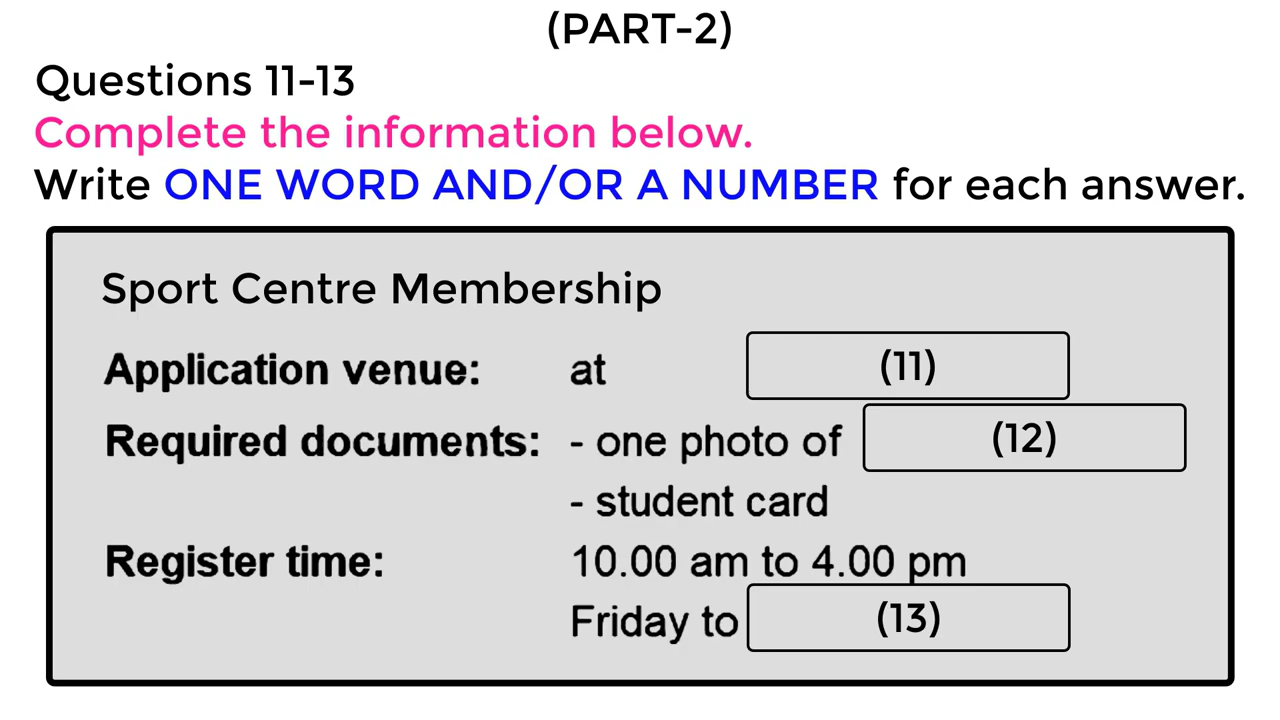 (PART-2)
Questions 11-13
Complete the information below.
Write ONE WORD AND/OR A NUMBER for each answer.
Sport Centre Membership
Application venue: at (11)
Required documents: - one photo of (12)
- student card
Register time: 10.00 am to 4.00 pm
Friday to (13)